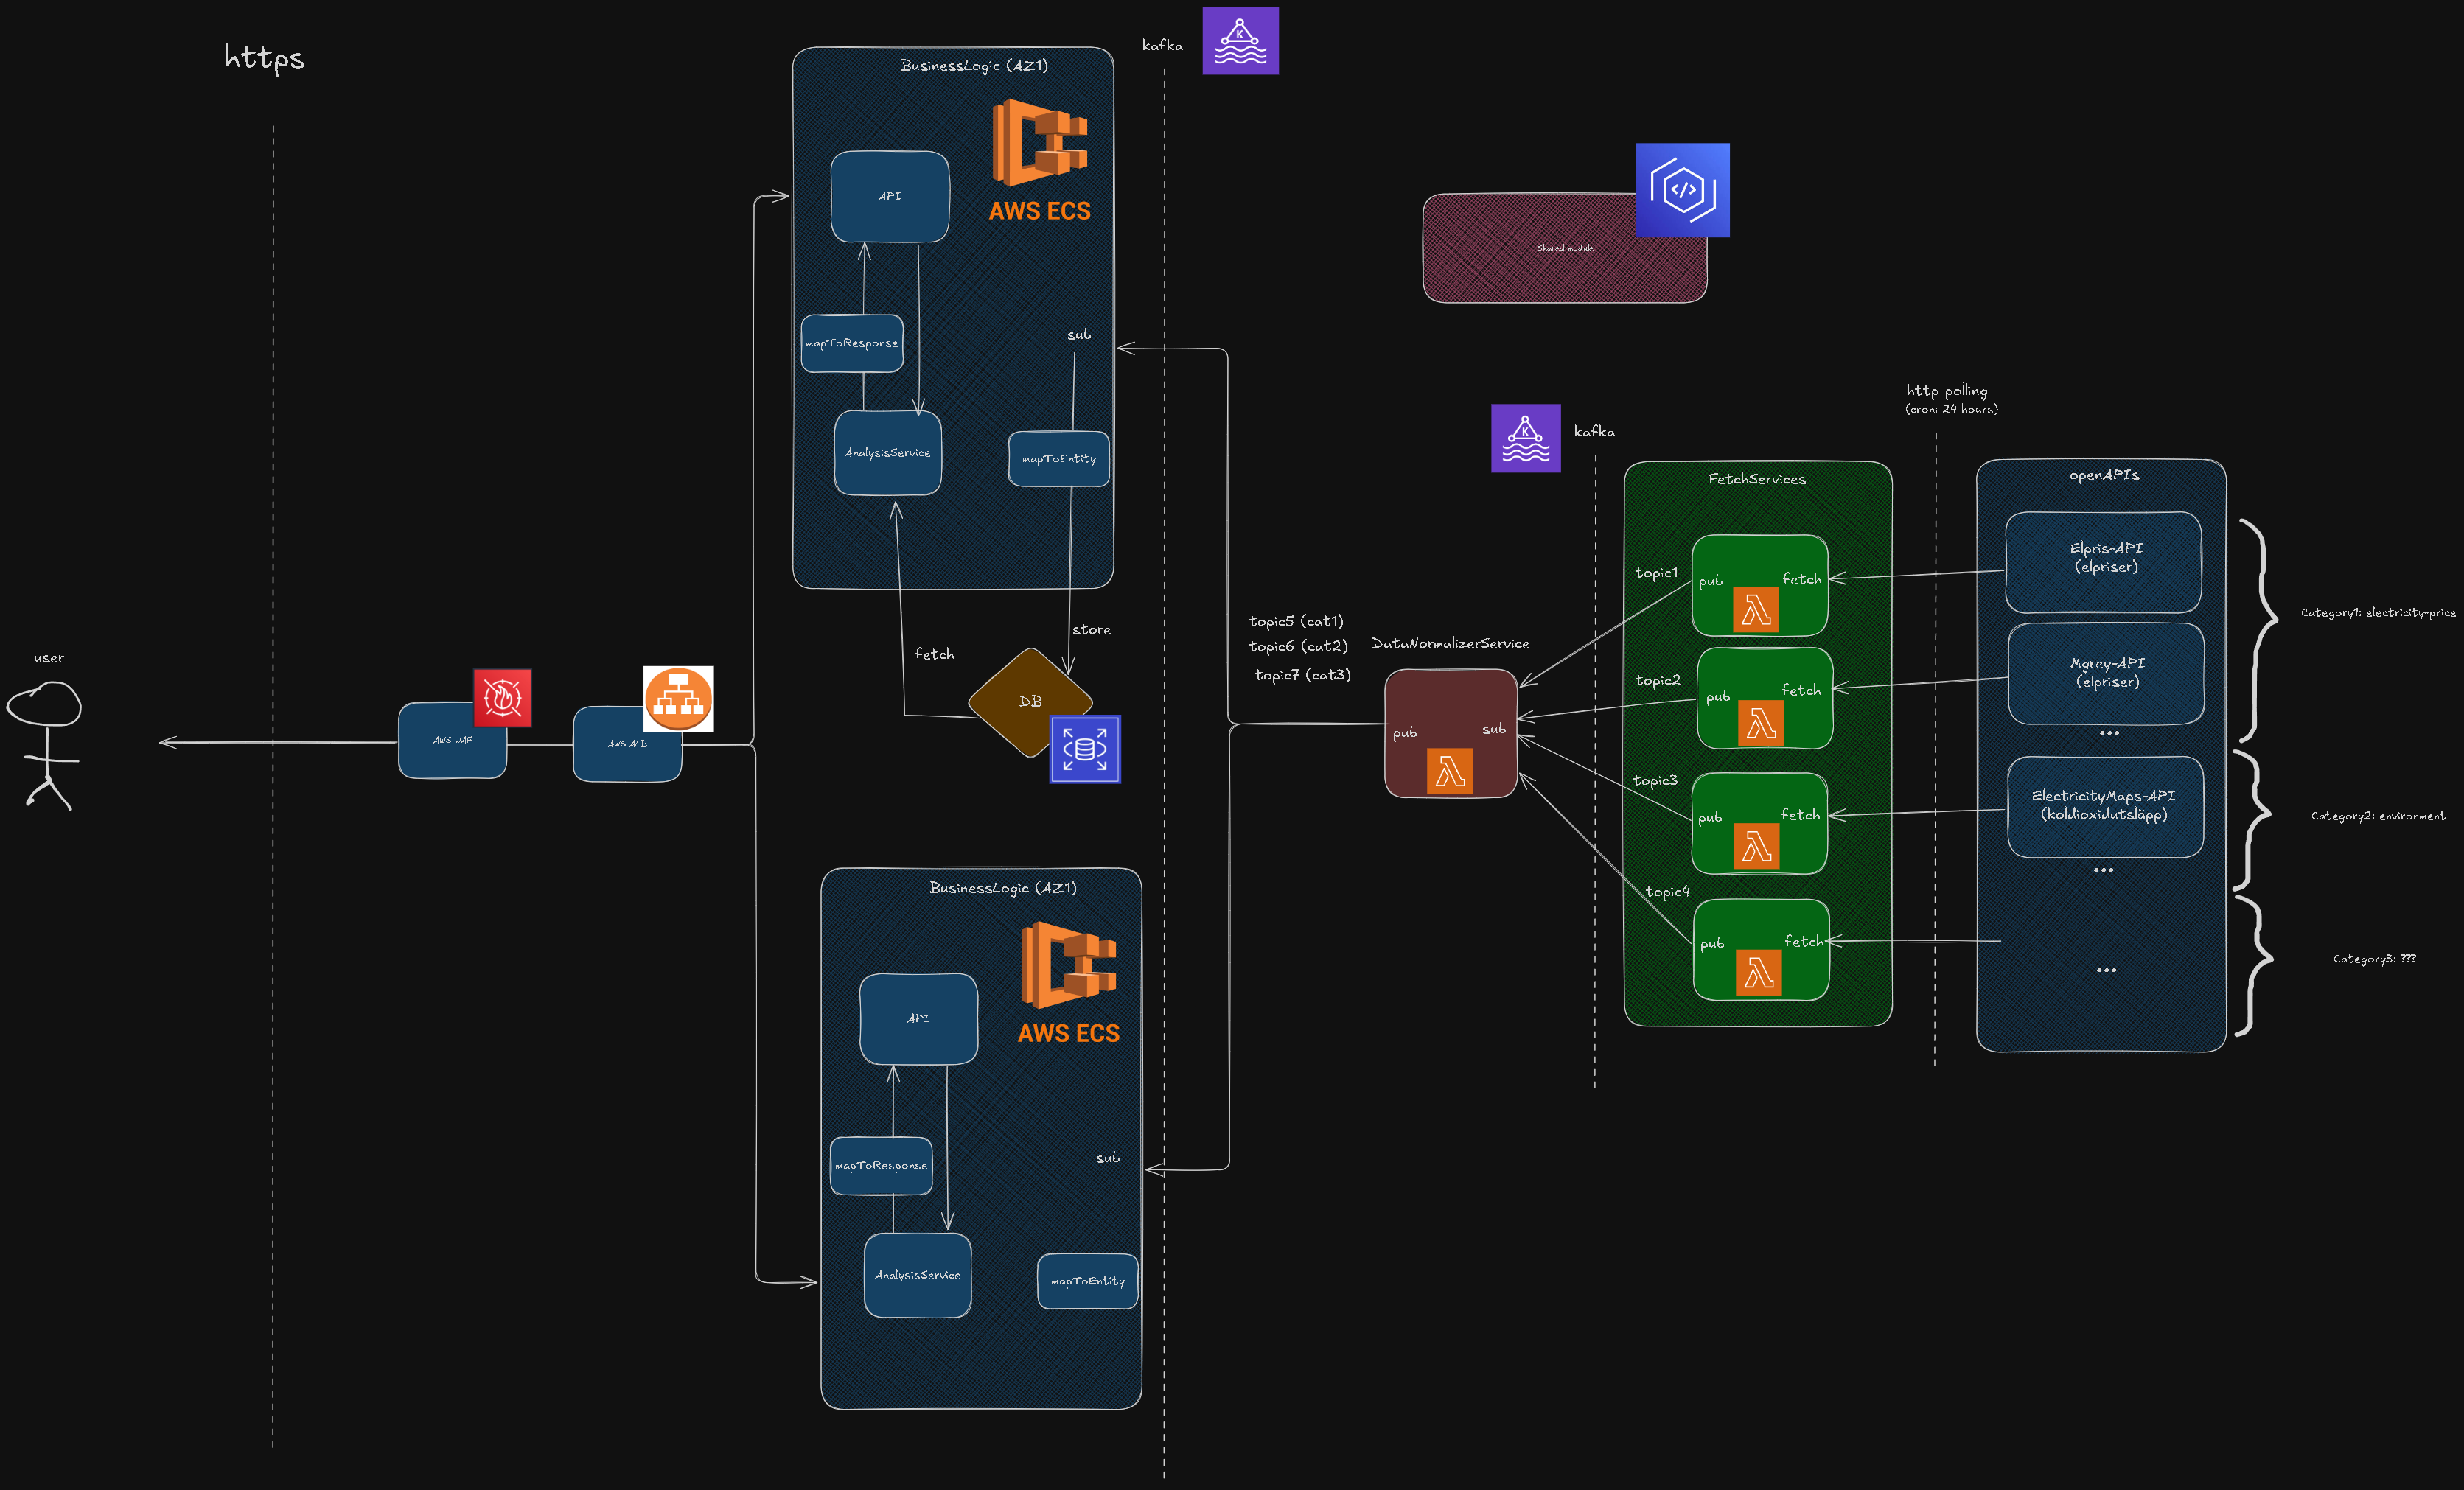 https
user
AWS WAF
AWS ALB
BusinessLogic (AZ1)
AWS ECS
API
mapToResponse
AnalysisService
sub
mapToEntity
fetch
store
DB
BusinessLogic (AZ1)
AWS ECS
API
mapToResponse
AnalysisService
sub
mapToEntity
kafka
K
topic5 (cat1)
topic6 (cat2)
topic7 (cat3)
Shared module
DataNormalizerService
pub
sub
K
kafka
topic1
topic2
topic3
topic4
FetchServices
pub
fetch
pub
fetch
pub
fetch
pub
fetch
http polling
(cron: 24 hours)
openAPIs
Elpris-API
(elpriser)
Mgrey-API
(elpriser)
...
ElectricityMaps-API
(koldioxidutsläpp)
...
...
Category1: electricity-price
Category2: environment
Category3: ???